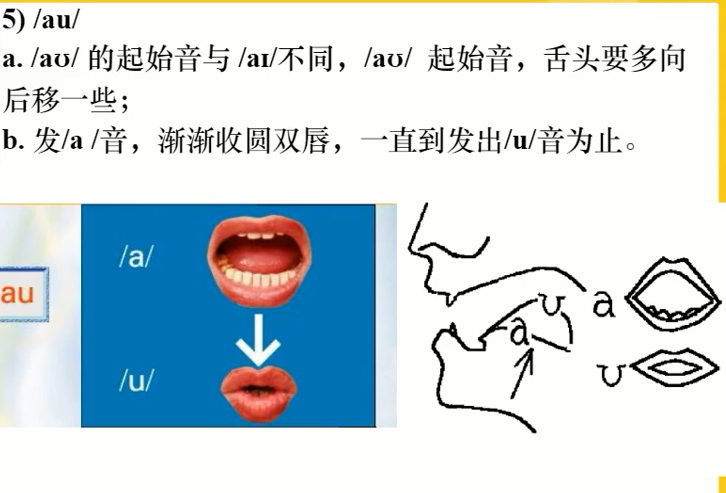 5) /au/
a. /aʊ/ 的起始音与 /aɪ/不同，/aʊ/ 起始音，舌头要多向
后移一些；
b. 发/a /音，渐渐收圆双唇，一直到发出/u/音为止。
au
/a/
/u/
ʊ
a
a
ʊ